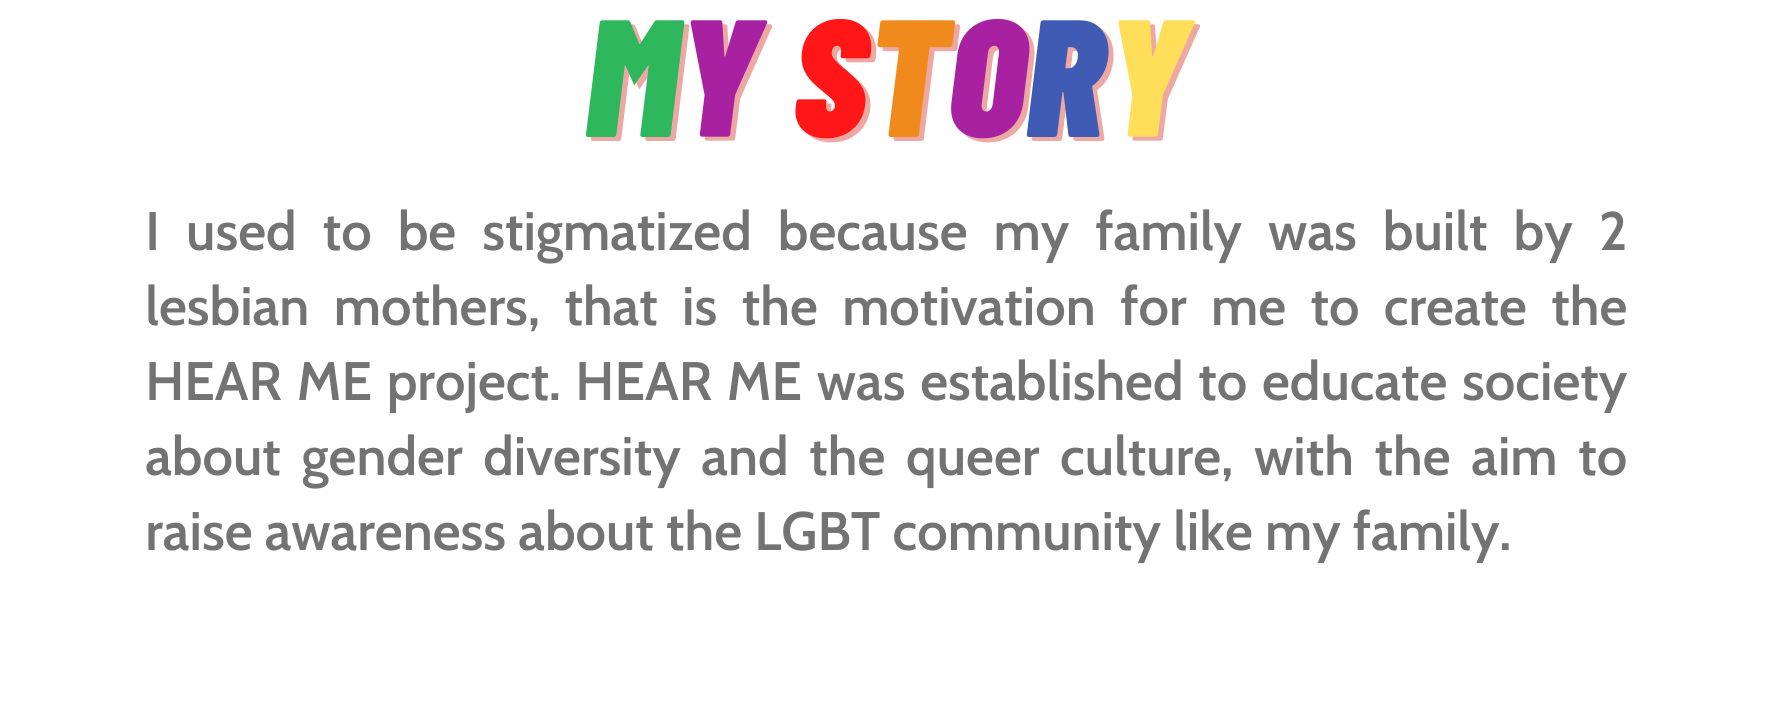 MY STORY
I used to be stigmatized because my family was built by 2
lesbian mothers, that is the motivation for me to create the
HEAR ME project. HEAR ME was established to educate society
about gender diversity and the queer culture, with the aim to
raise awareness about the LGBT community like my family.